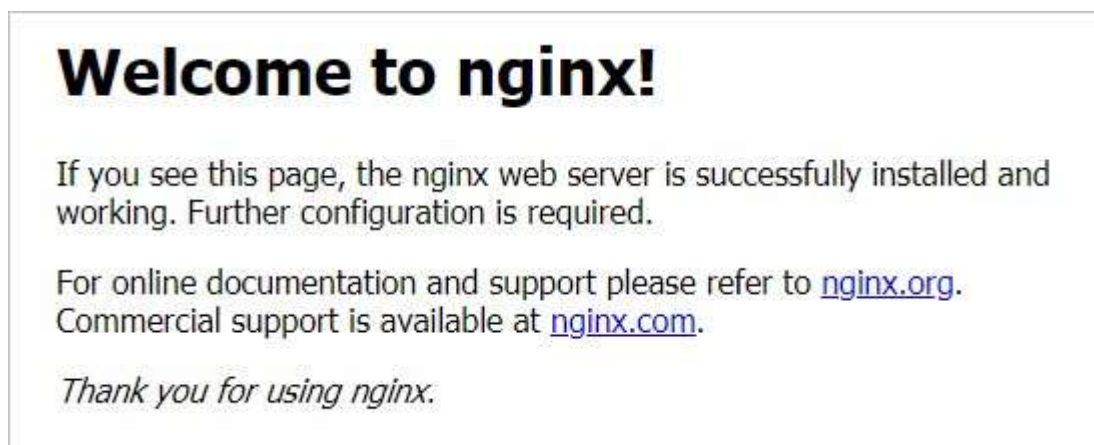 Welcome to nginx!
If you see this page, the nginx web server is successfully installed and
working. Further configuration is required.
For online documentation and support please refer to nginx.org.
Commercial support is available at nginx.com.
Thank you for using nginx.